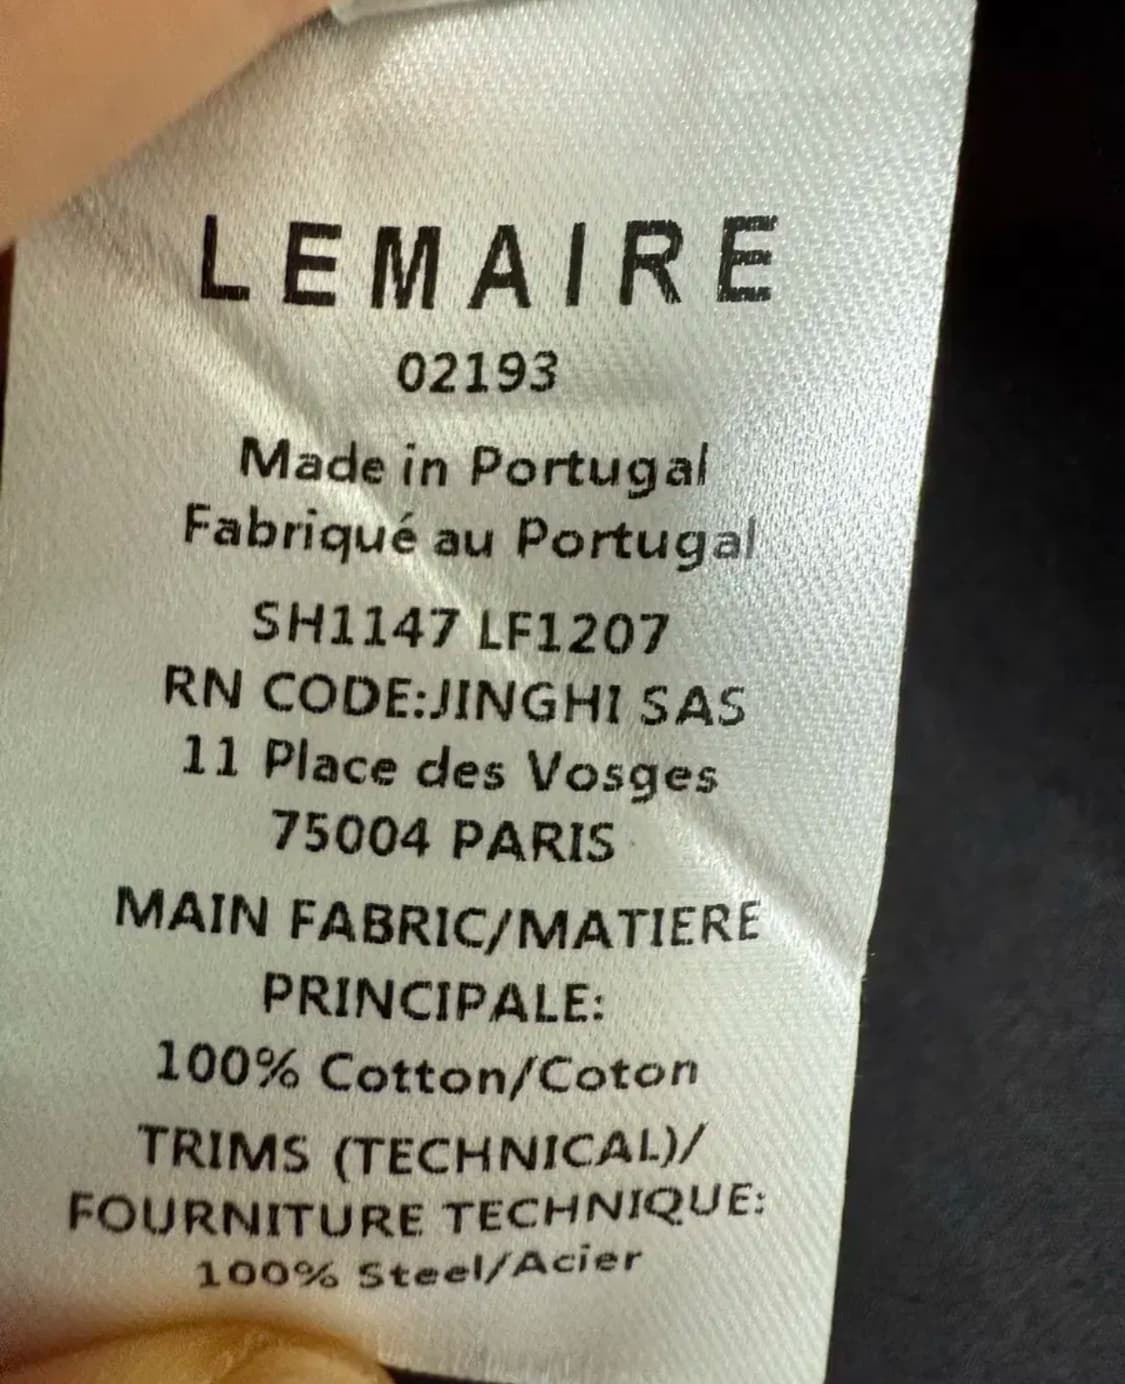 LEMAIRE
02193
Made in Portugal
Fabriqué au Portugal
SH1147 LF1207
RN CODE:JINGHI SAS
11 Place des Vosges
75004 PARIS
MAIN FABRIC/MATIERE
PRINCIPALE:
100% Cotton/Coton
TRIMS (TECHNICAL)/
FOURNITURE TECHNIQUE:
100% Steel/Acier